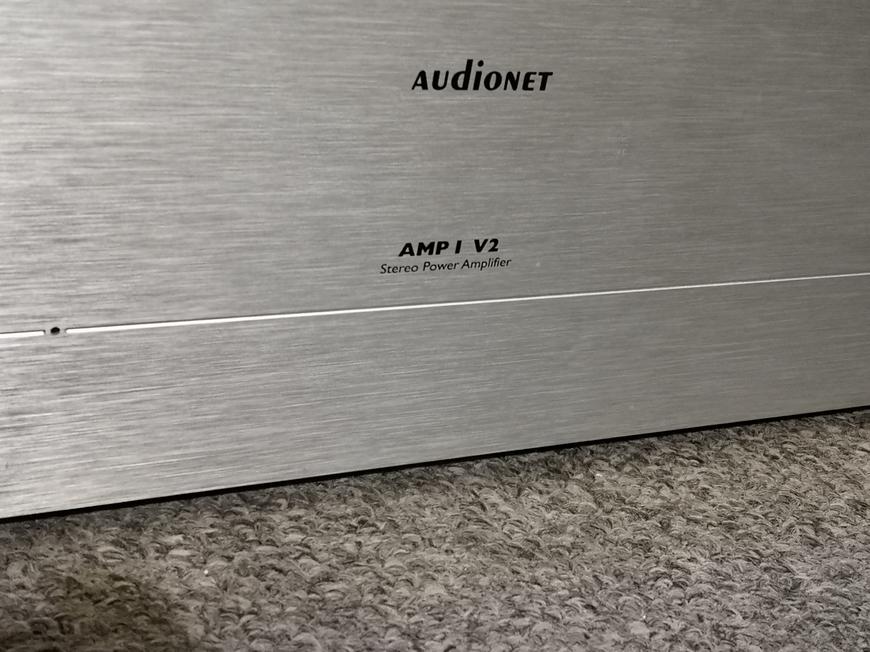 AUdIONET
AMP I V2
Stereo Power Amplifier